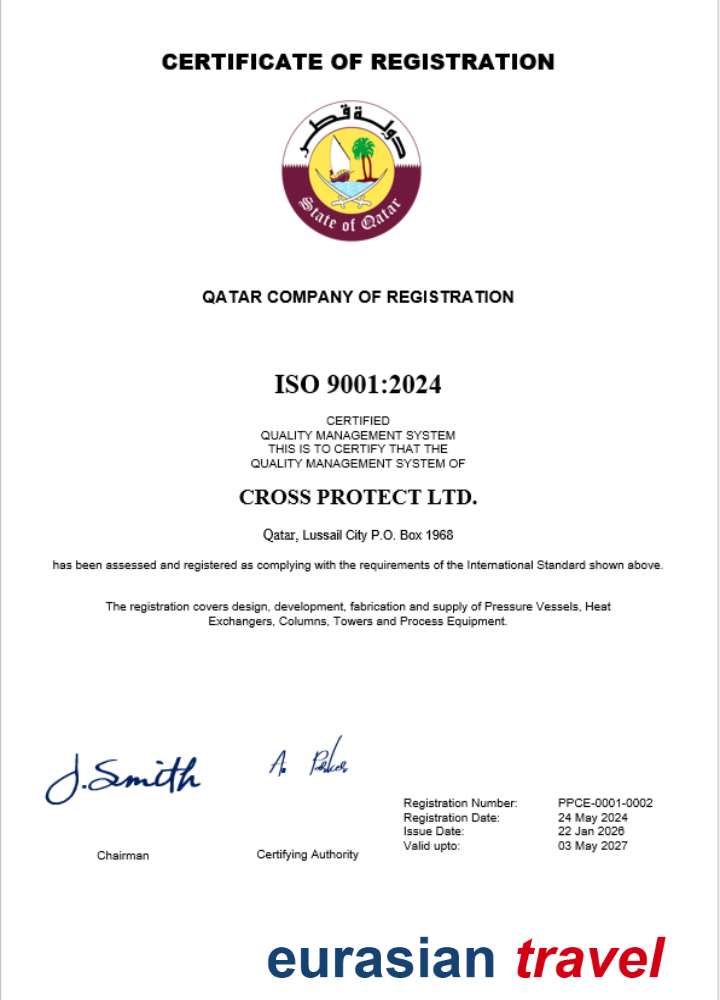 CERTIFICATE OF REGISTRATION
دولة قطر
State of Qatar
QATAR COMPANY OF REGISTRATION
ISO 9001:2024
CERTIFIED
QUALITY MANAGEMENT SYSTEM
THIS IS TO CERTIFY THAT THE
QUALITY MANAGEMENT SYSTEM OF
CROSS PROTECT LTD.
Qatar, Lussail City P.O. Box 1968
has been assessed and registered as complying with the requirements of the International Standard shown above.
The registration covers design, development, fabrication and supply of Pressure Vessels, Heat
Exchangers, Columns, Towers and Process Equipment.
J. Smith
A. Parker
Registration Number: PPCE-0001-0002
Registration Date: 24 May 2024
Issue Date: 22 Jan 2026
Valid upto: 03 May 2027
Chairman
Certifying Authority
eurasian travel